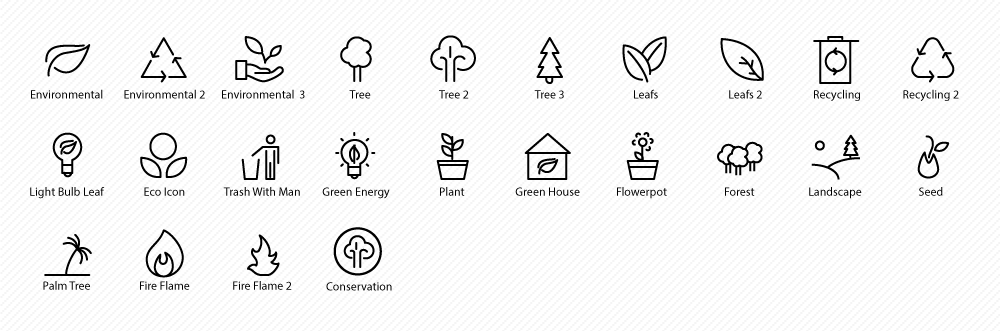 Environmental
Environmental 2
Environmental 3
Tree
Tree 2
Tree 3
Leafs
Leafs 2
Recycling
Recycling 2
Light Bulb Leaf
Eco Icon
Trash With Man
Green Energy
Plant
Green House
Flowerpot
Forest
Landscape
Seed
Palm Tree
Fire Flame
Fire Flame 2
Conservation